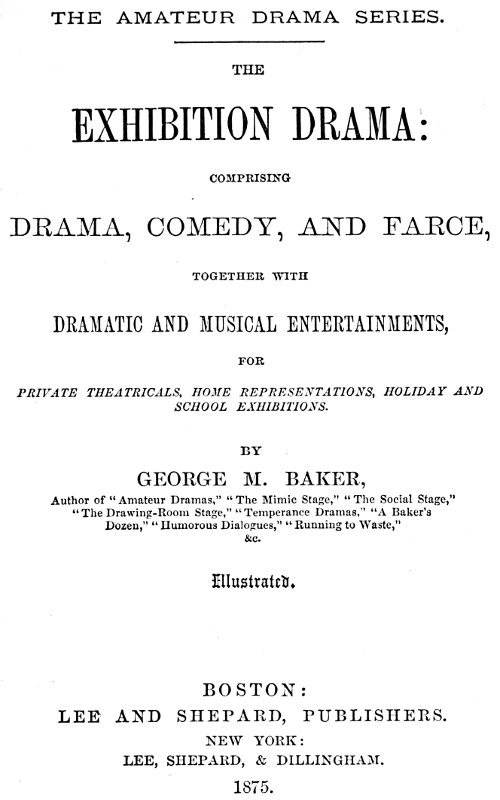 THE AMATEUR DRAMA SERIES.
THE
EXHIBITION DRAMA:
COMPRISING
DRAMA, COMEDY, AND FARCE,
TOGETHER WITH
DRAMATIC AND MUSICAL ENTERTAINMENTS,
FOR
PRIVATE THEATRICALS, HOME REPRESENTATIONS, HOLIDAY AND
SCHOOL EXHIBITIONS.
BY
GEORGE M. BAKER,
Author of "Amateur Dramas," "The Mimic Stage," "The Social Stage,"
"The Drawing-Room Stage," "Temperance Dramas," "A Baker's
Dozen," "Humorous Dialogues," "Running to Waste,"
&c.
Illustrated.
BOSTON:
LEE AND SHEPARD, PUBLISHERS.
NEW YORK:
LEE, SHEPARD, & DILLINGHAM.
1875.